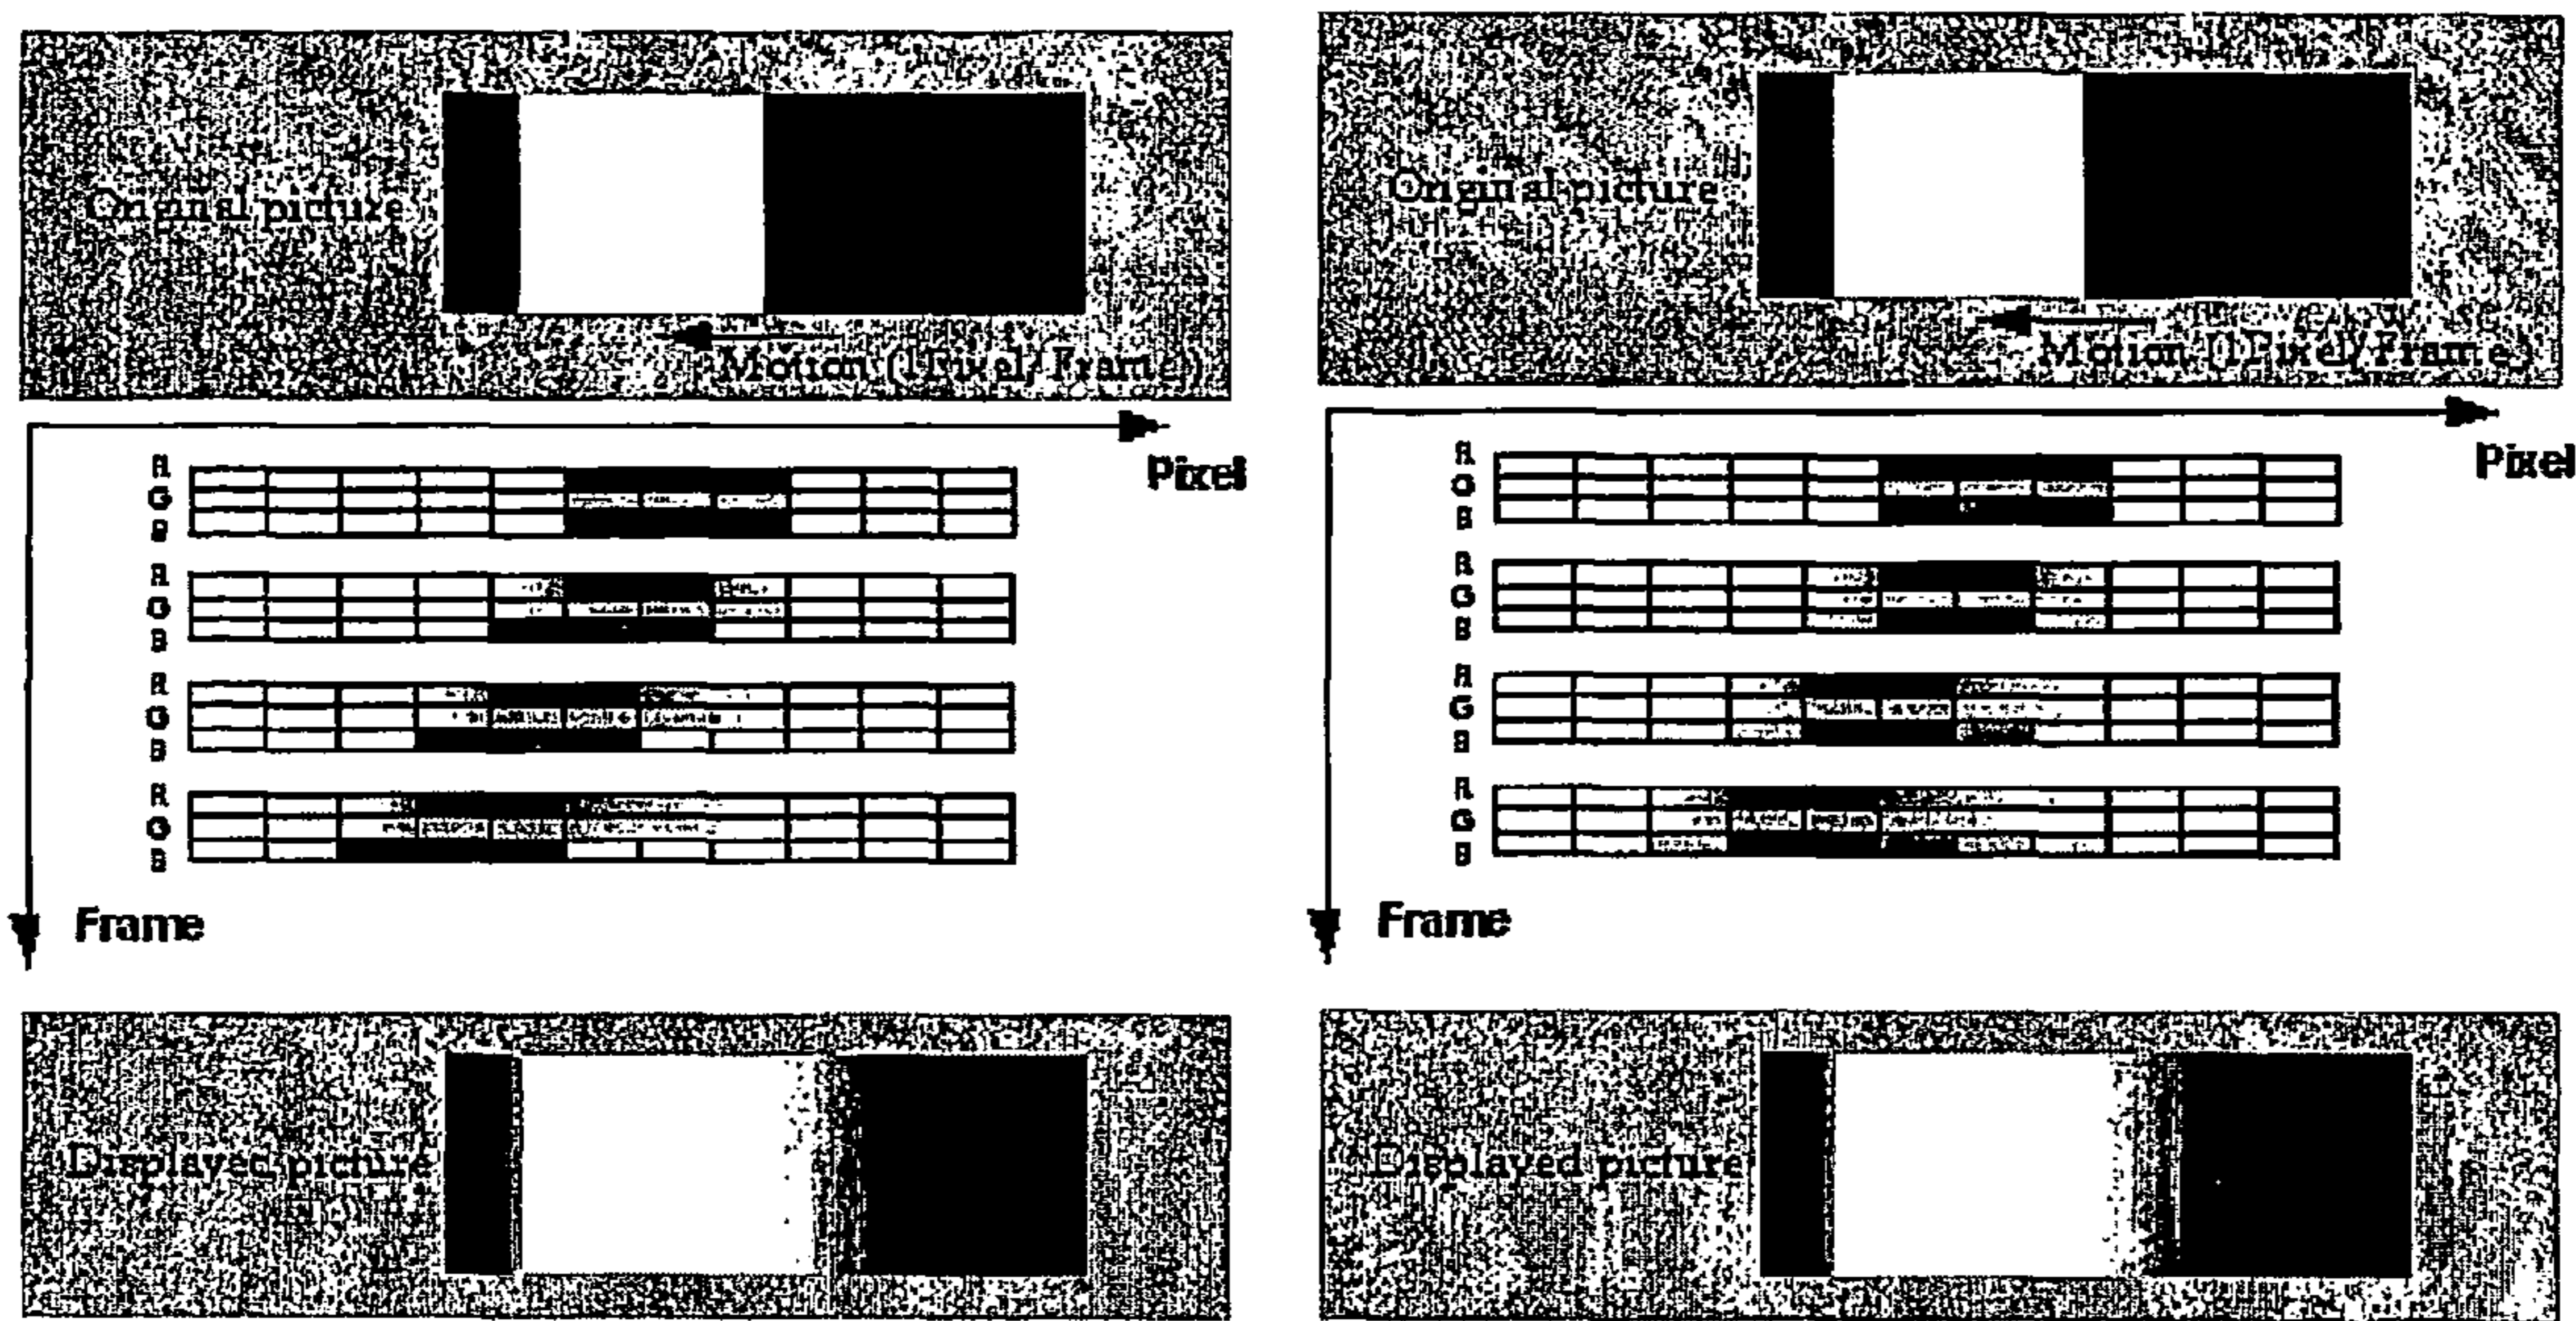 Original picture
Motion (1 Pixel/ Frame)
Pixel
R
G
B
R
G
B
R
G
B
R
G
B
Frame
Displayed picture
Original picture
Motion (1 Pixel/ Frame)
Pixel
R
G
B
R
G
B
R
G
B
R
G
B
Frame
Displayed picture